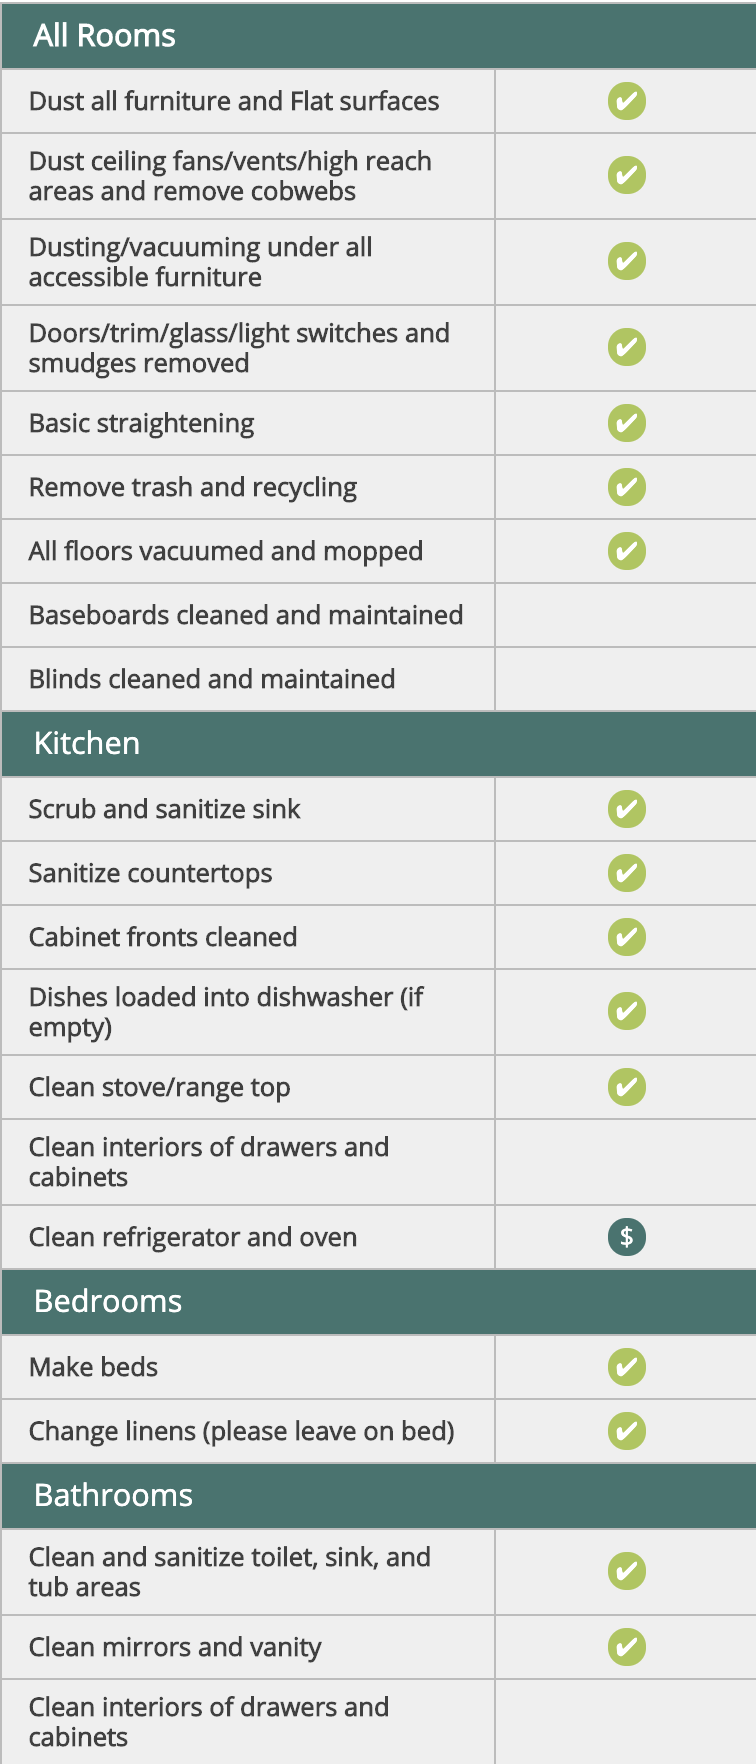 All Rooms
Dust all furniture and Flat surfaces
Dust ceiling fans/vents/high reach
areas and remove cobwebs
Dusting/vacuuming under all
accessible furniture
Doors/trim/glass/light switches and
smudges removed
Basic straightening
Remove trash and recycling
All floors vacuumed and mopped
Baseboards cleaned and maintained
Blinds cleaned and maintained
Kitchen
Scrub and sanitize sink
Sanitize countertops
Cabinet fronts cleaned
Dishes loaded into dishwasher (if
empty)
Clean stove/range top
Clean interiors of drawers and
cabinets
Clean refrigerator and oven
$
Bedrooms
Make beds
Change linens (please leave on bed)
Bathrooms
Clean and sanitize toilet, sink, and
tub areas
Clean mirrors and vanity
Clean interiors of drawers and
cabinets